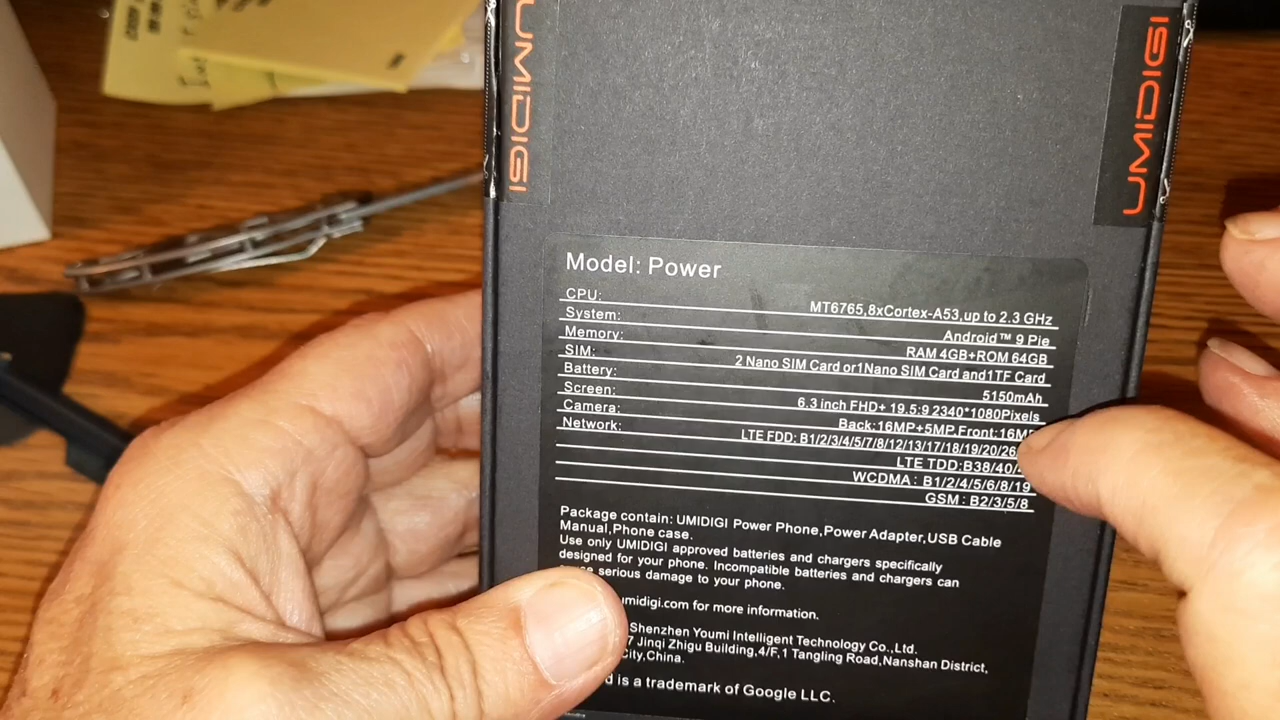 UMIDIGI
UMIDIGI
Model: Power
CPU: MT6765,8xCortex-A53,up to 2.3 GHz
System: Android™ 9 Pie
Memory: RAM 4GB+ROM 64GB
SIM: 2 Nano SIM Card or1Nano SIM Card and1TF Card
Battery: 5150mAh
Screen: 6.3 inch FHD+ 19.5:9 2340*1080Pixels
Camera: Back:16MP+5MP,Front:16MP
Network: LTE FDD: B1/2/3/4/5/7/8/12/13/17/18/19/20/26
LTE TDD:B38/40/
WCDMA: B1/2/4/5/6/8/19
GSM: B2/3/5/8
Package contain: UMIDIGI Power Phone,Power Adapter,USB Cable
Manual,Phone case.
Use only UMIDIGI approved batteries and chargers specifically
designed for your phone. Incompatible batteries and chargers can
serious damage to your phone.
umidigi.com for more information.
Shenzhen Youmi Intelligent Technology Co.,Ltd.
7 Jinqi Zhigu Building,4/F,1 Tangling Road,Nanshan District,
City,China.
is a trademark of Google LLC.